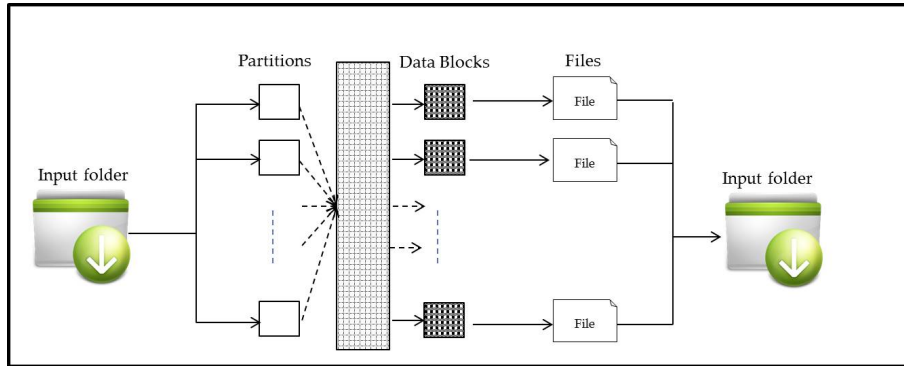 Partitions
Data Blocks
Files
File
File
Input folder
Input folder
File